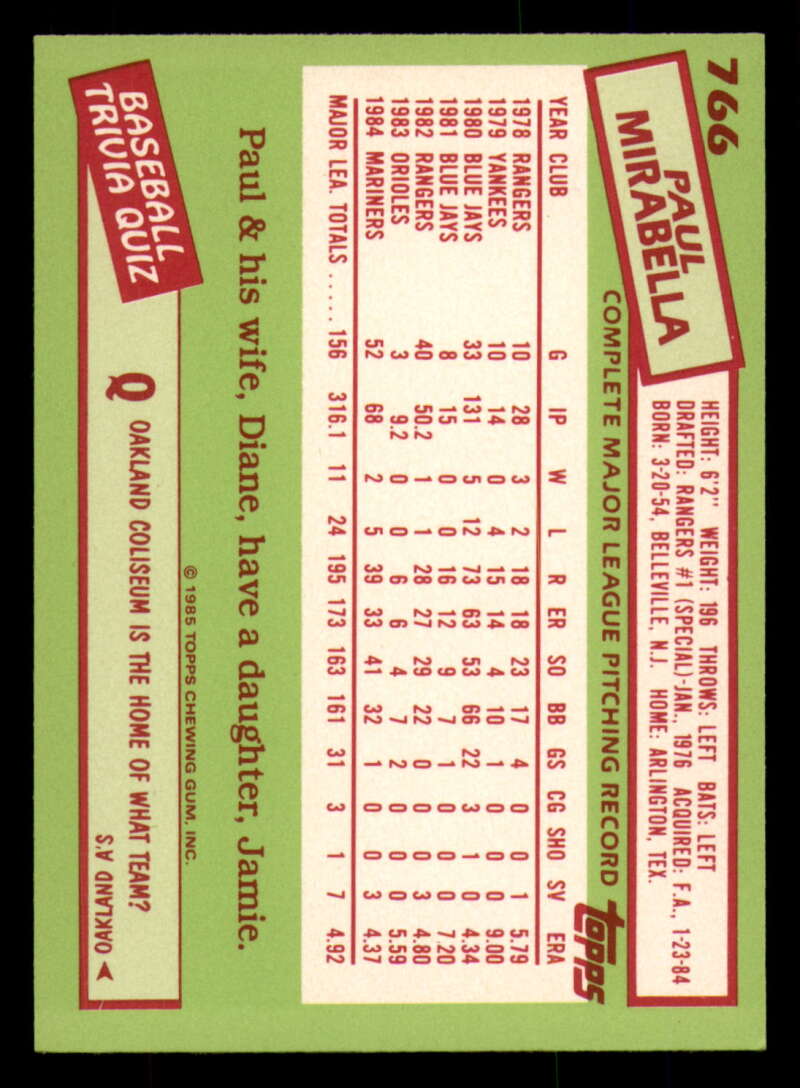 766
PAUL
MIRABELLA
HEIGHT: 6'2" WEIGHT: 196 THROWS: LEFT BATS: LEFT
DRAFTED: RANGERS #1 (SPECIAL)-JAN., 1976 ACQUIRED: F.A., 1-23-84
BORN: 3-20-54, BELLEVILLE, N.J. HOME: ARLINGTON, TEX.
COMPLETE MAJOR LEAGUE PITCHING RECORD
topps
YEAR CLUB G IP W L R ER SO BB GS CG SHO SV ERA
1978 RANGERS 10 28 3 2 18 18 23 17 4 0 0 1 5.79
1979 YANKEES 10 14 0 4 15 14 4 10 1 0 0 0 9.00
1980 BLUE JAYS 33 131 5 12 73 63 53 66 22 3 1 0 4.34
1981 BLUE JAYS 8 15 0 0 16 12 9 7 1 0 0 0 7.20
1982 RANGERS 40 50.2 1 1 28 27 29 22 0 0 0 3 4.80
1983 ORIOLES 3 9.2 0 0 6 6 4 7 2 0 0 0 5.59
1984 MARINERS 52 68 2 5 39 33 41 32 1 0 0 3 4.37
MAJOR LEA. TOTALS ...... 156 316.1 11 24 195 173 163 161 31 3 1 7 4.92
Paul & his wife, Diane, have a daughter, Jamie.
© 1985 TOPPS CHEWING GUM, INC.
BASEBALL
TRIVIA QUIZ
Q OAKLAND COLISEUM IS THE HOME OF WHAT TEAM?
OAKLAND A'S